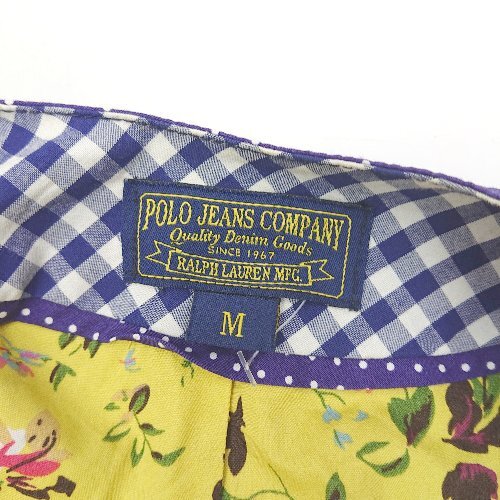 POLO JEANS COMPANY
Quality Denim Goods
SINCE 1967
RALPH LAUREN MFG.
M